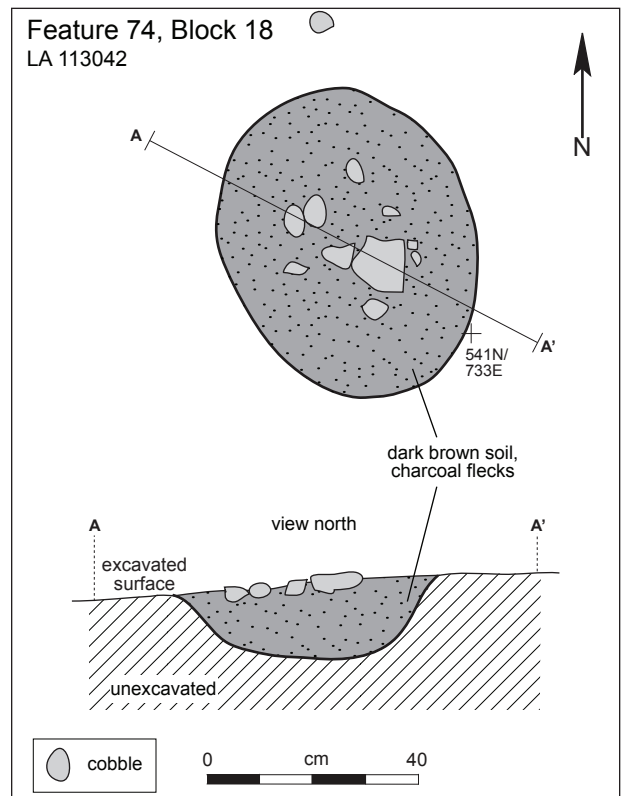 Feature 74, Block 18
LA 113042
N
A
A'
541N/
733E
dark brown soil,
charcoal flecks
A
view north
A'
excavated
surface
unexcavated
cobble
0 cm 40